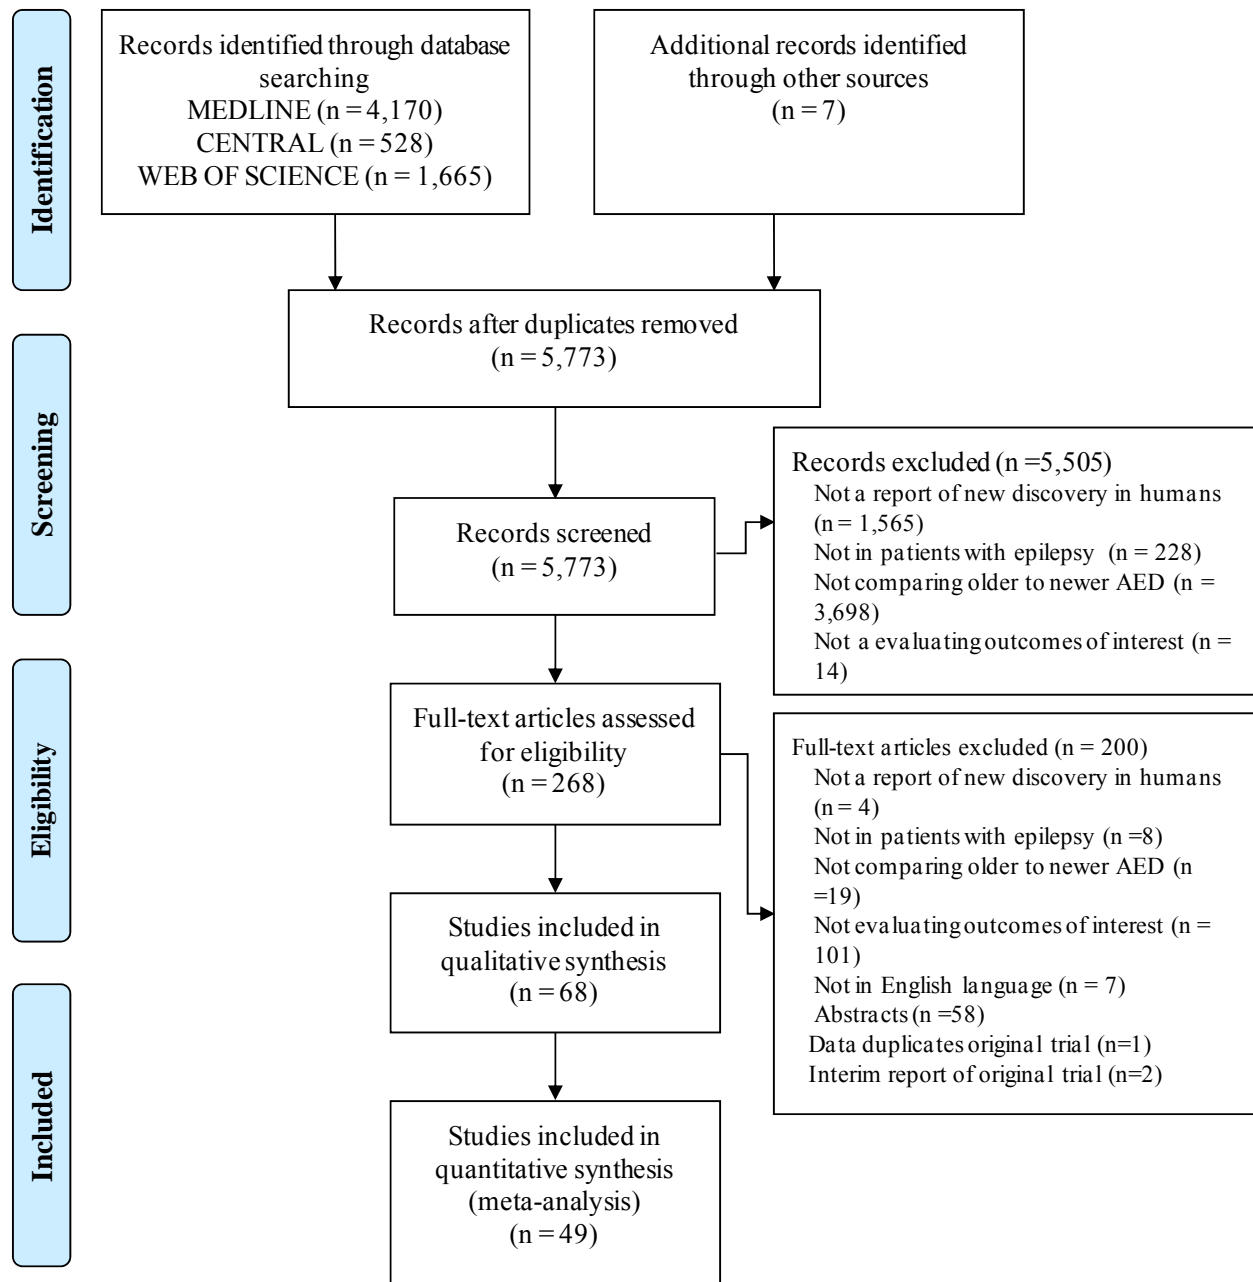 Identification
Records identified through database
searching
MEDLINE (n = 4,170)
CENTRAL (n = 528)
WEB OF SCIENCE (n = 1,665)
Additional records identified
through other sources
(n = 7)
Records after duplicates removed
(n = 5,773)
Screening
Records screened
(n = 5,773)
Records excluded (n =5,505)
Not a report of new discovery in humans
(n = 1,565)
Not in patients with epilepsy (n = 228)
Not comparing older to newer AED (n =
3,698)
Not a evaluating outcomes of interest (n =
14)
Eligibility
Full-text articles assessed
for eligibility
(n = 268)
Full-text articles excluded (n = 200)
Not a report of new discovery in humans
(n = 4)
Not in patients with epilepsy (n =8)
Not comparing older to newer AED (n
=19)
Not evaluating outcomes of interest (n =
101)
Not in English language (n = 7)
Abstracts (n =58)
Data duplicates original trial (n=1)
Interim report of original trial (n=2)
Studies included in
qualitative synthesis
(n = 68)
Included
Studies included in
quantitative synthesis
(meta-analysis)
(n = 49)